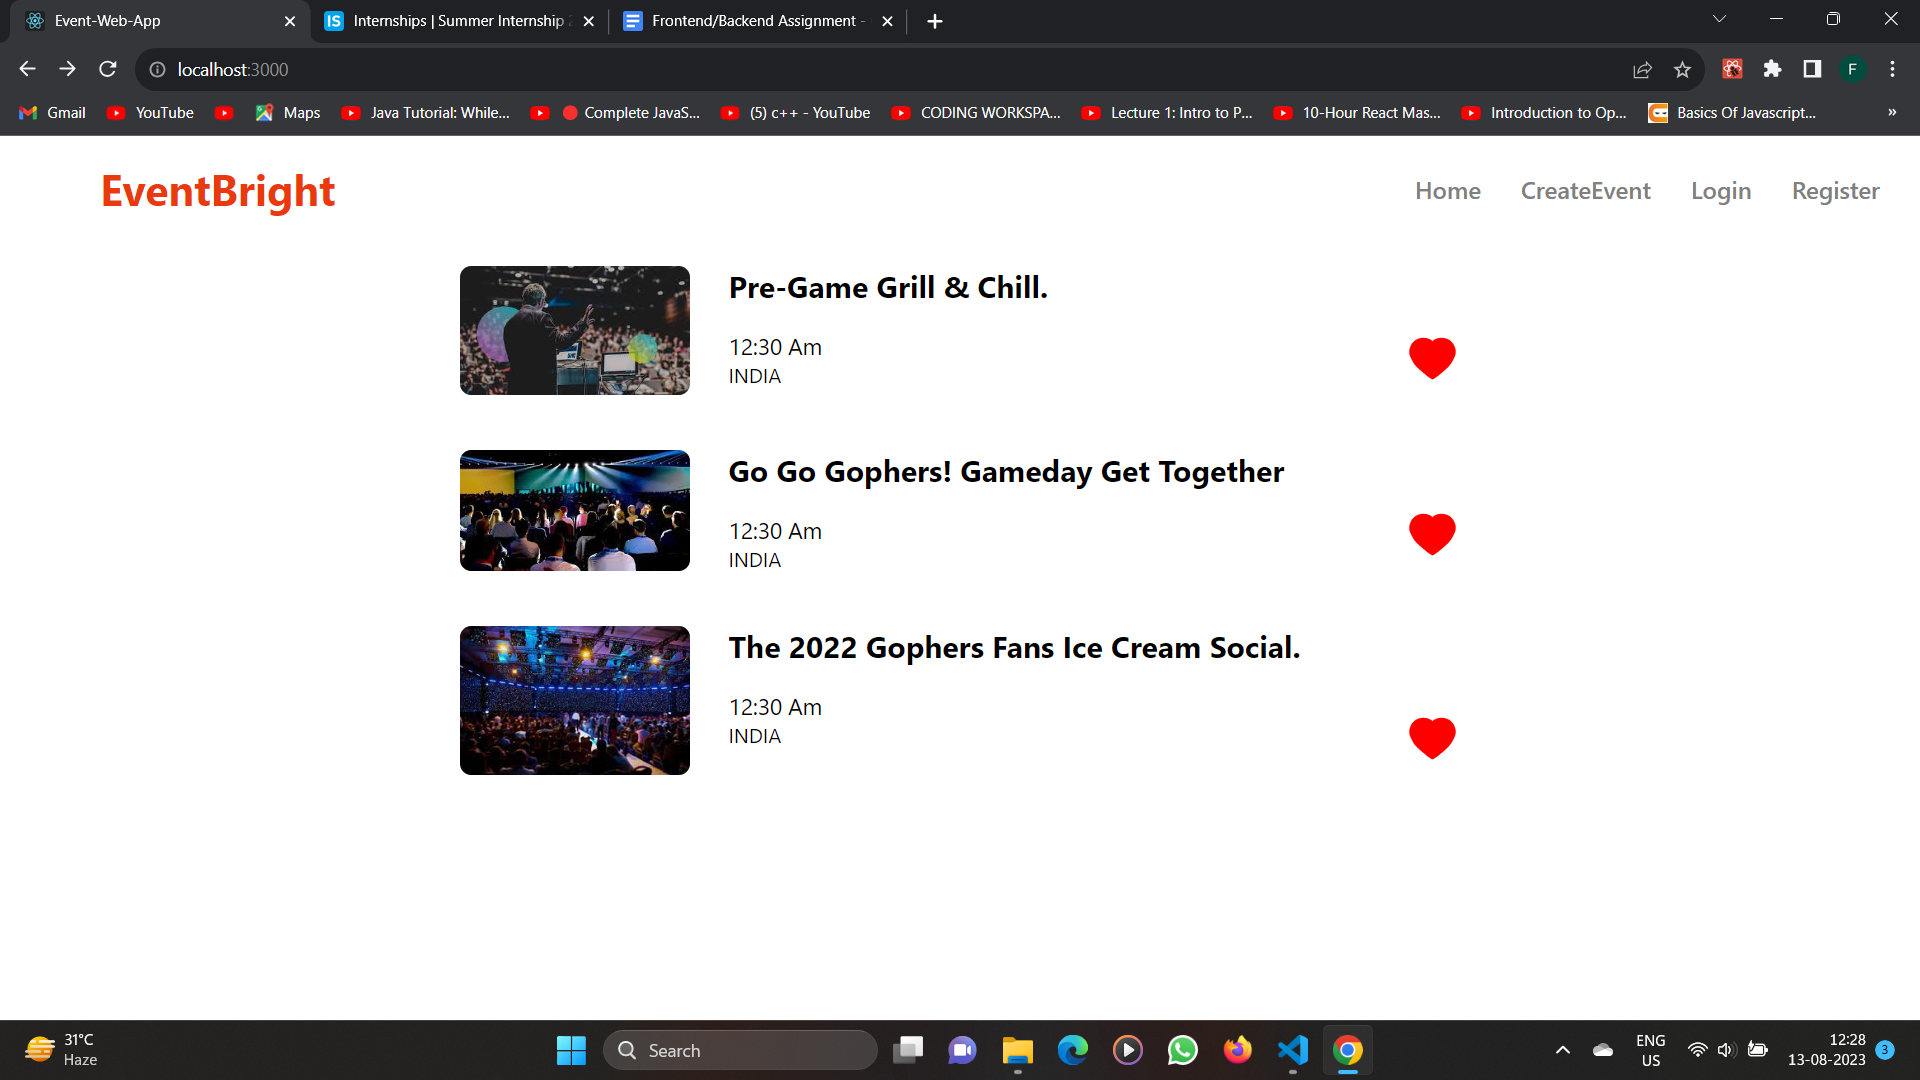 Event-Web-App
Internships | Summer Internship 2
Frontend/Backend Assignment -
localhost:3000
F
Gmail
YouTube
Maps
Java Tutorial: While...
Complete JavaS...
(5) c++ - YouTube
CODING WORKSPA...
Lecture 1: Intro to P...
10-Hour React Mas...
Introduction to Op...
Basics Of Javascript...
»
EventBright
Home
CreateEvent
Login
Register
Pre-Game Grill & Chill.
12:30 Am
INDIA
Go Go Gophers! Gameday Get Together
12:30 Am
INDIA
The 2022 Gophers Fans Ice Cream Social.
12:30 Am
INDIA
31°C
Haze
Search
ENG
US
12:28
13-08-2023
3